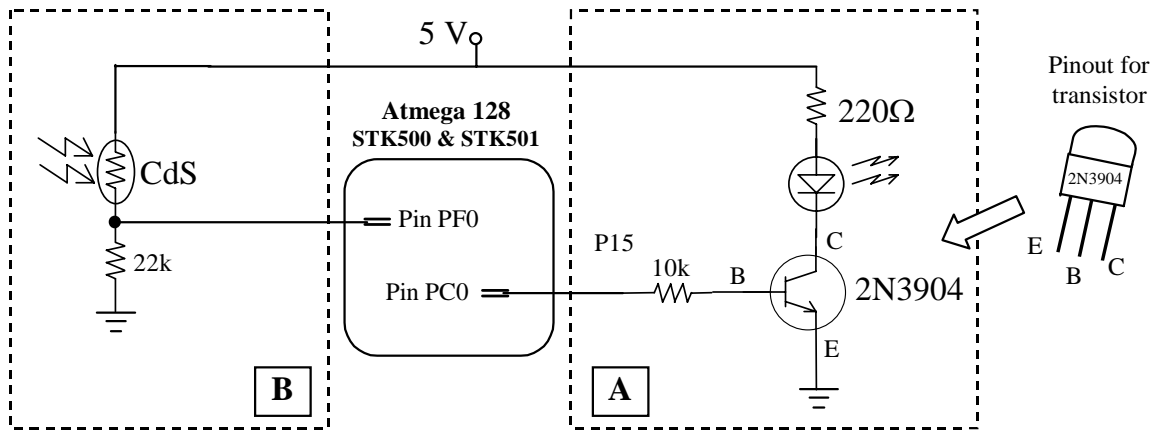 5 V
Pinout for
transistor
Atmega 128
STK500 & STK501
220Ω
2N3904
CdS
Pin PF0
P15
C
E
B
C
22k
Pin PC0
10k
B
2N3904
E
B
A